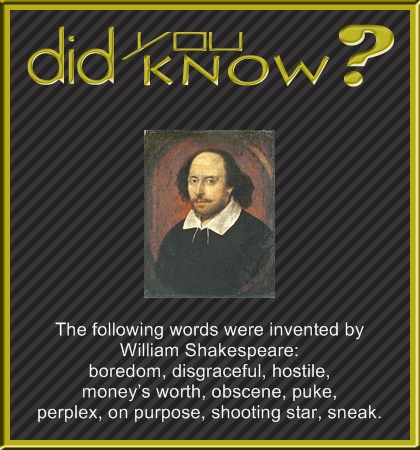 did YOU KNOW?
The following words were invented by
William Shakespeare:
boredom, disgraceful, hostile,
money's worth, obscene, puke,
perplex, on purpose, shooting star, sneak.